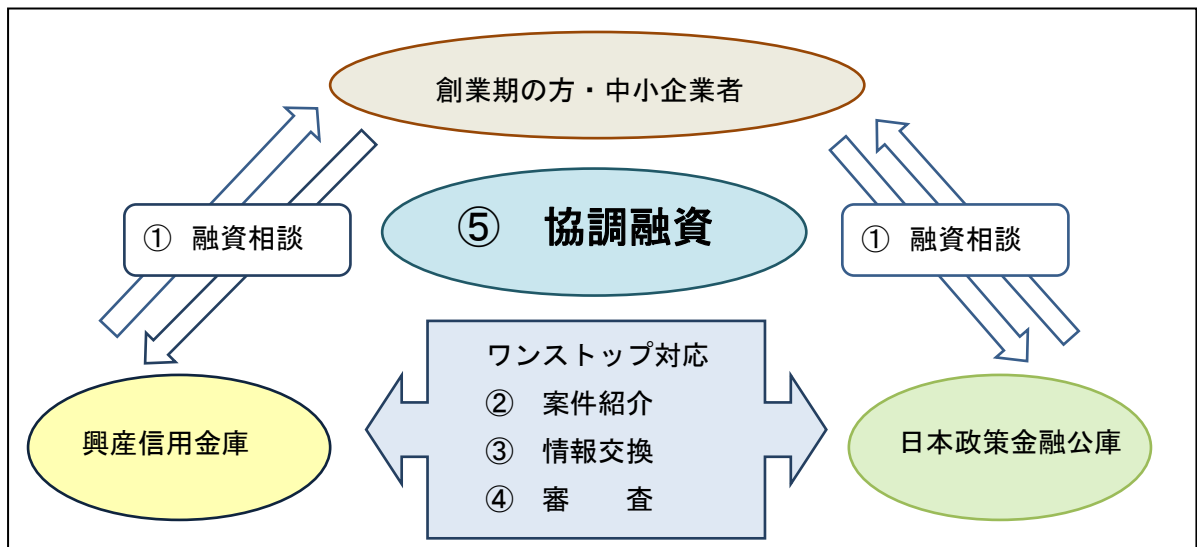 創業期の方・中小企業者
⑤ 協調融資
① 融資相談
① 融資相談
ワンストップ対応
② 案件紹介
③ 情報交換
④ 審　　査
興産信用金庫
日本政策金融公庫